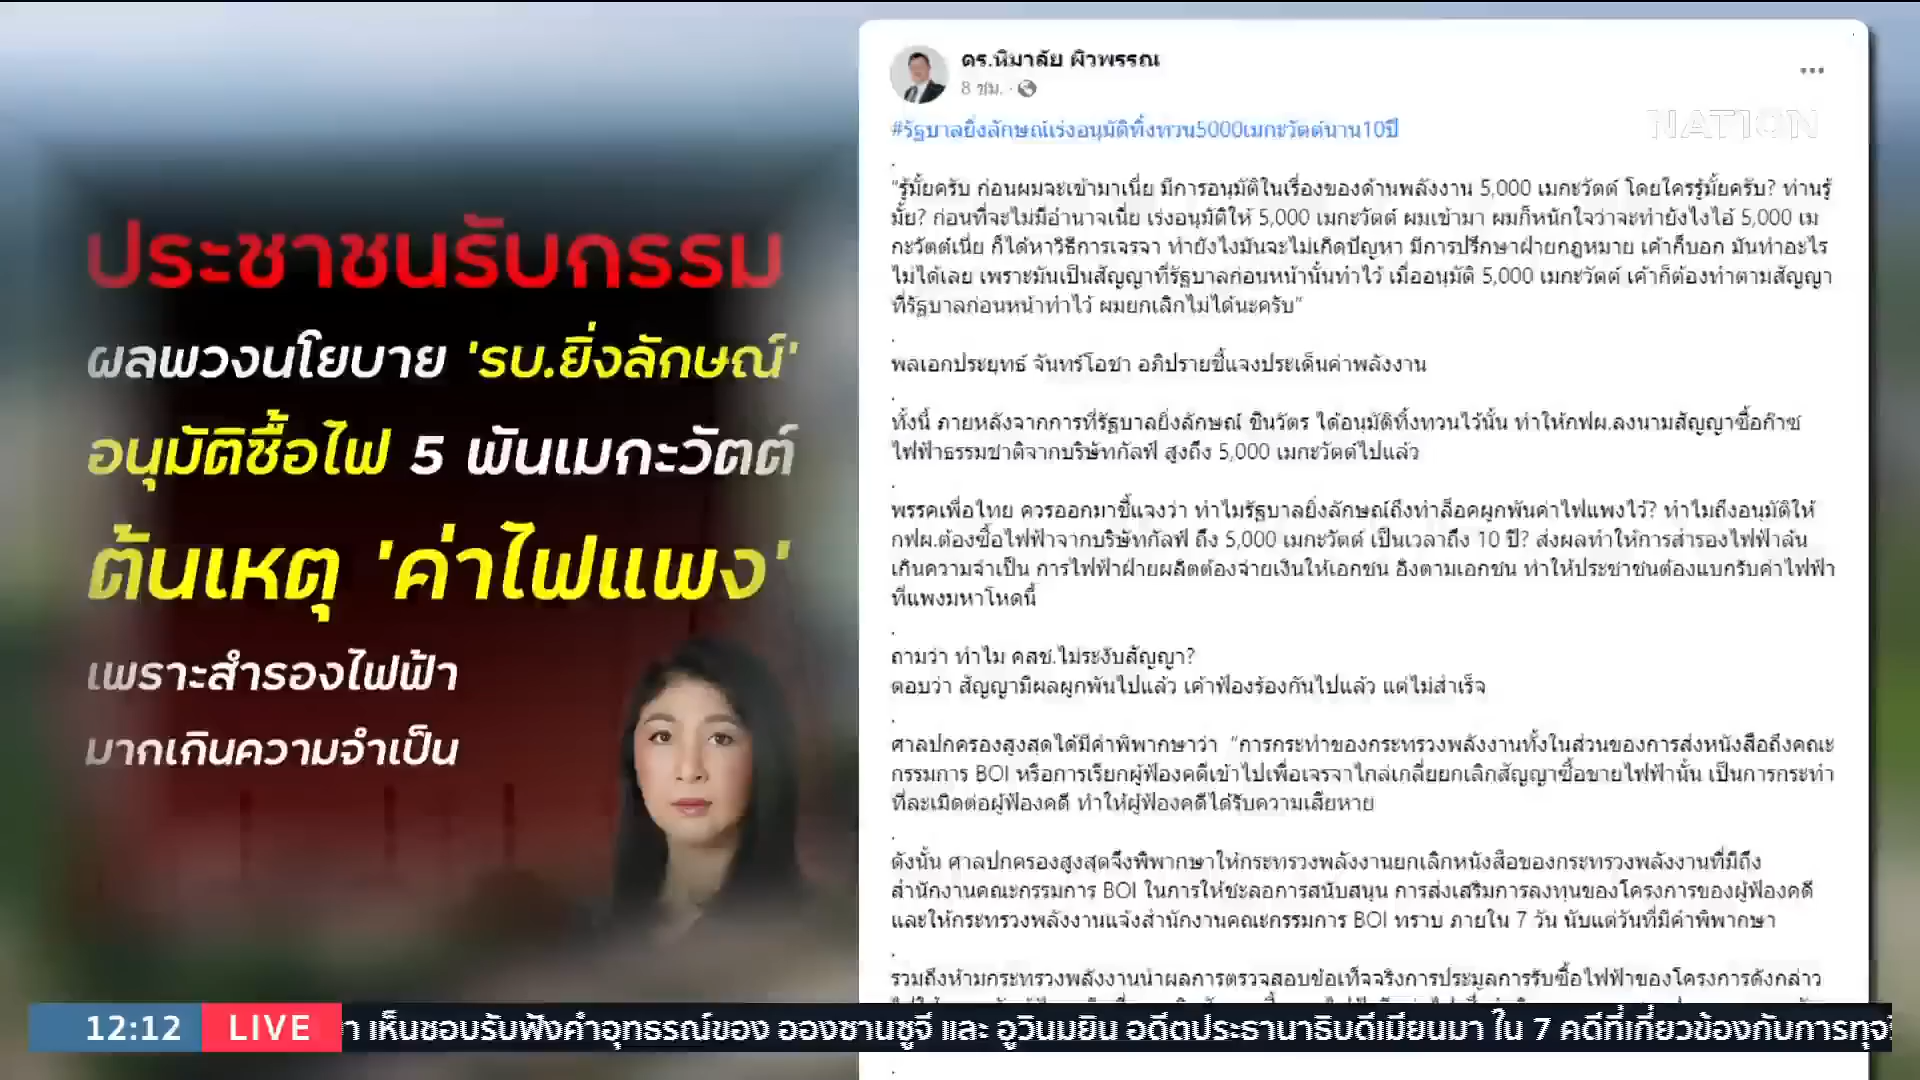 ประชาชนรับกรรม
ผลพวงนโยบาย 'รบ.ยิ่งลักษณ์'
อนุมัติซื้อไฟ 5 พันเมกะวัตต์
ต้นเหตุ 'ค่าไฟแพง'
เพราะสำรองไฟฟ้า
มากเกินความจำเป็น
ดร.หิมาลัย ผิวพรรณ
8 ชม.
NATION
#รัฐบาลยิ่งลักษณ์เร่งอนุมัติทิ้งทวน5000เมกะวัตต์นาน10ปี
.
"รู้มั้ยครับ ก่อนผมจะเข้ามาเนี่ย มีการอนุมัติในเรื่องของด้านพลังงาน 5,000 เมกะวัตต์ โดยใครรู้มั้ยครับ? ท่านรู้
มั้ย? ก่อนที่จะไม่มีอำนาจเนี่ย เร่งอนุมัติให้ 5,000 เมกะวัตต์ ผมเข้ามา ผมก็หนักใจว่าจะทำยังไงไอ้ 5,000 เม
กะวัตต์เนี่ย ก็ได้หาวิธีการเจรจา ทำยังไงมันจะไม่เกิดปัญหา มีการปรึกษาฝ่ายกฎหมาย เค้าก็บอก มันทำอะไร
ไม่ได้เลย เพราะมันเป็นสัญญาที่รัฐบาลก่อนหน้านั้นทำไว้ เมื่ออนุมัติ 5,000 เมกะวัตต์ เค้าก็ต้องทำตามสัญญา
ที่รัฐบาลก่อนหน้าทำไว้ ผมยกเลิกไม่ได้นะครับ"
.
พลเอกประยุทธ์ จันทร์โอชา อภิปรายชี้แจงประเด็นค่าพลังงาน
.
ทั้งนี้ ภายหลังจากการที่รัฐบาลยิ่งลักษณ์ ชินวัตร ได้อนุมัติทิ้งทวนไว้นั้น ทำให้กฟผ.ลงนามสัญญาซื้อก๊าซ
ไฟฟ้าธรรมชาติจากบริษัทกัลฟ์ สูงถึง 5,000 เมกะวัตต์ไปแล้ว
.
พรรคเพื่อไทย ควรออกมาชี้แจงว่า ทำไมรัฐบาลยิ่งลักษณ์ถึงทำล็อคผูกพันค่าไฟแพงไว้? ทำไมถึงอนุมัติให้
กฟผ.ต้องซื้อไฟฟ้าจากบริษัทกัลฟ์ ถึง 5,000 เมกะวัตต์ เป็นเวลาถึง 10 ปี? ส่งผลทำให้การสำรองไฟฟ้าล้น
เกินความจำเป็น การไฟฟ้าฝ่ายผลิตต้องจ่ายเงินให้เอกชน อิงตามเอกชน ทำให้ประชาชนต้องแบกรับค่าไฟฟ้า
ที่แพงมหาโหดนี้
.
ถามว่า ทำไม คสช.ไม่ระงับสัญญา?
ตอบว่า สัญญามีผลผูกพันไปแล้ว เค้าฟ้องร้องกันไปแล้ว แต่ไม่สำเร็จ
.
ศาลปกครองสูงสุดได้มีคำพิพากษาว่า "การกระทำของกระทรวงพลังงานทั้งในส่วนของการส่งหนังสือถึงคณะ
กรรมการ BOI หรือการเรียกผู้ฟ้องคดีเข้าไปเพื่อเจรจาไกล่เกลี่ยยกเลิกสัญญาซื้อขายไฟฟ้านั้น เป็นการกระทำ
ที่ละเมิดต่อผู้ฟ้องคดี ทำให้ผู้ฟ้องคดีได้รับความเสียหาย
.
ดังนั้น ศาลปกครองสูงสุดจึงพิพากษาให้กระทรวงพลังงานยกเลิกหนังสือของกระทรวงพลังงานที่มีถึง
สำนักงานคณะกรรมการ BOI ในการให้ชะลอการสนับสนุน การส่งเสริมการลงทุนของโครงการของผู้ฟ้องคดี
และให้กระทรวงพลังงานแจ้งสำนักงานคณะกรรมการ BOI ทราบ ภายใน 7 วัน นับแต่วันที่มีคำพิพากษา
.
รวมถึงห้ามกระทรวงพลังงานนำผลการตรวจสอบข้อเท็จจริงการประมูลการรับซื้อไฟฟ้าของโครงการดังกล่าว
12:12 LIVE เห็นชอบรับฟังคำอุทธรณ์ของ อองซานซูจี และ อูวินมยิน อดีตประธานาธิบดีเมียนมา ใน 7 คดีที่เกี่ยวข้องกับการทุจริ